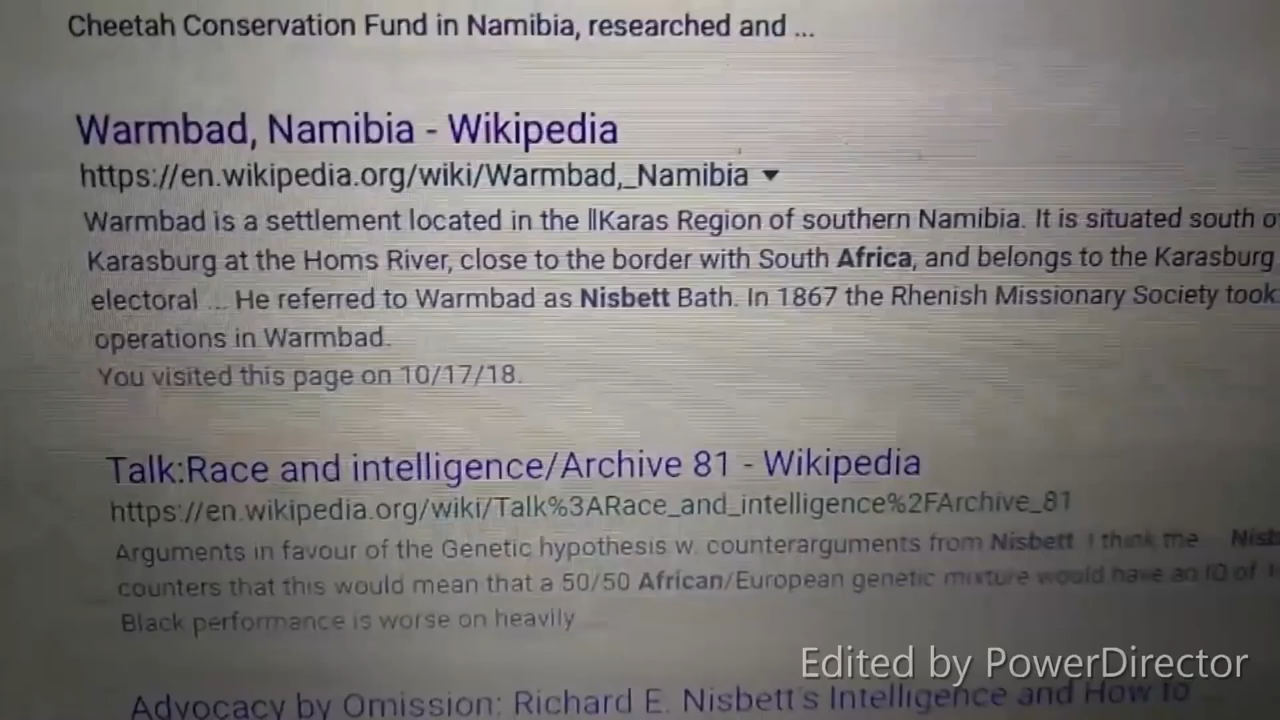 Cheetah Conservation Fund in Namibia, researched and ...
Warmbad, Namibia - Wikipedia
https://en.wikipedia.org/wiki/Warmbad,_Namibia
Warmbad is a settlement located in the ǁKaras Region of southern Namibia. It is situated south o
Karasburg at the Homs River, close to the border with South Africa, and belongs to the Karasburg
electoral ... He referred to Warmbad as Nisbett Bath. In 1867 the Rhenish Missionary Society took
operations in Warmbad.
You visited this page on 10/17/18.
Talk:Race and intelligence/Archive 81 - Wikipedia
https://en.wikipedia.org/wiki/Talk%3ARace_and_intelligence%2FArchive_81
Arguments in favour of the Genetic hypothesis w. counterarguments from Nisbett. I think the ... Nisb
counters that this would mean that a 50/50 African/European genetic mixture would have an IQ of
Black performance is worse on heavily ...
Edited by PowerDirector
Advocacy by Omission: Richard E. Nisbett's Intelligence and How to